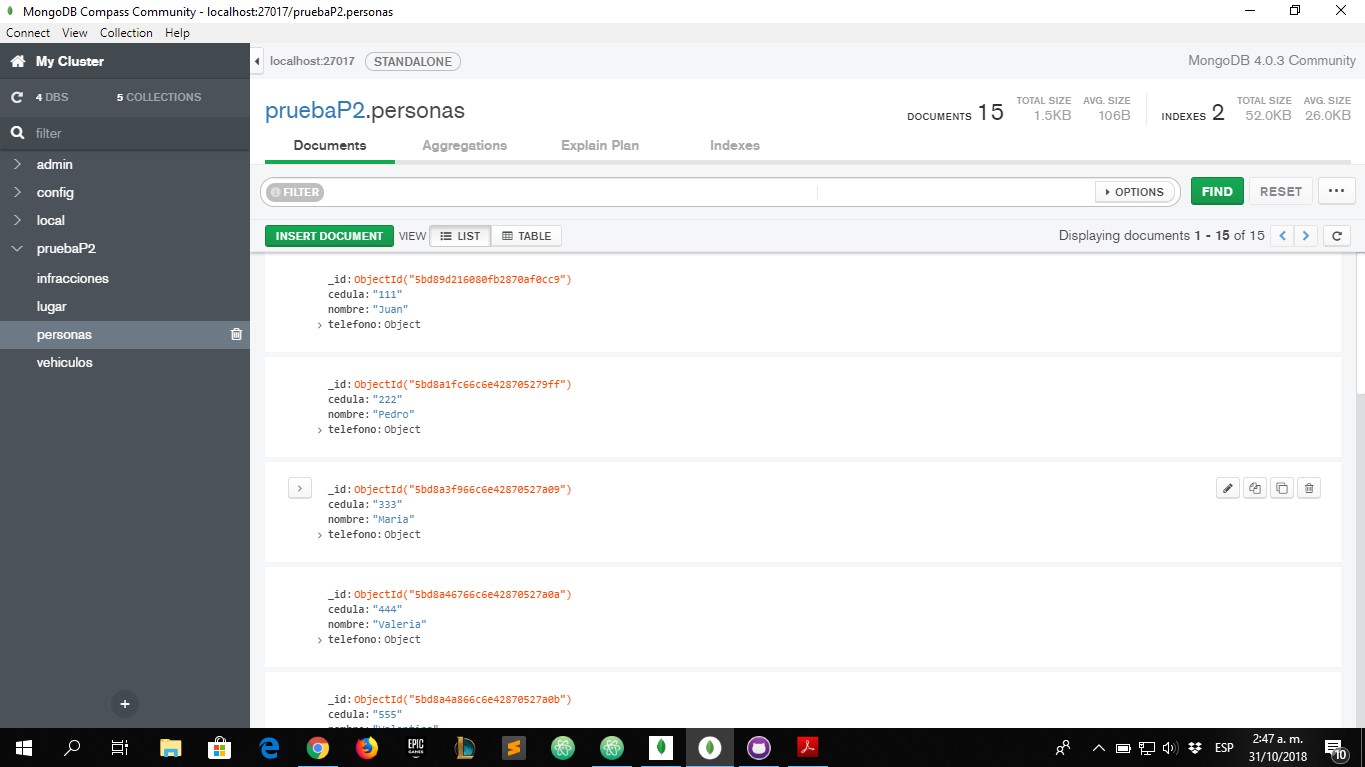 MongoDB Compass Community - localhost:27017/pruebaP2.personas
Connect View Collection Help
My Cluster
4 DBS 5 COLLECTIONS
filter
admin
config
local
pruebaP2
infracciones
lugar
personas
vehiculos
localhost:27017 STANDALONE MongoDB 4.0.3 Community
pruebaP2.personas
DOCUMENTS 15 TOTAL SIZE 1.5KB AVG. SIZE 106B INDEXES 2 TOTAL SIZE 52.0KB AVG. SIZE 26.0KB
Documents Aggregations Explain Plan Indexes
FILTER OPTIONS FIND RESET ...
INSERT DOCUMENT VIEW LIST TABLE Displaying documents 1 - 15 of 15
_id: ObjectId("5bd89d216080fb2870af0cc9")
cedula: "111"
nombre: "Juan"
telefono: Object
_id: ObjectId("5bd8a1fc66c6e428705279ff")
cedula: "222"
nombre: "Pedro"
telefono: Object
_id: ObjectId("5bd8a3f966c6e42870527a09")
cedula: "333"
nombre: "Maria"
telefono: Object
_id: ObjectId("5bd8a46766c6e42870527a0a")
cedula: "444"
nombre: "Valeria"
telefono: Object
_id: ObjectId("5bd8a4a866c6e42870527a0b")
cedula: "555"
EPIC GAMES
ESP
2:47 a. m.
31/10/2018
10